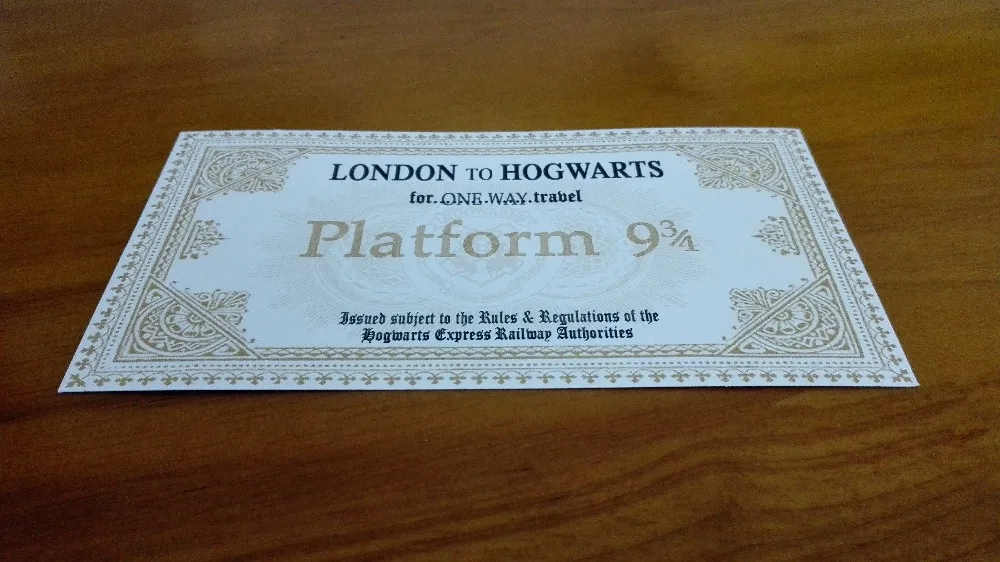 LONDON TO HOGWARTS
for..ONE-WAY..travel
Platform 9¾
Issued subject to the Rules & Regulations of the
Hogwarts Express Railway Authorities